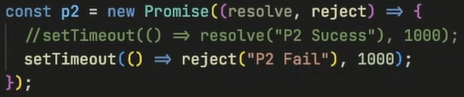 const p2 = new Promise((resolve, reject) => {
  //setTimeout(() => resolve("P2 Sucess"), 1000);
  setTimeout(() => reject("P2 Fail"), 1000);
});